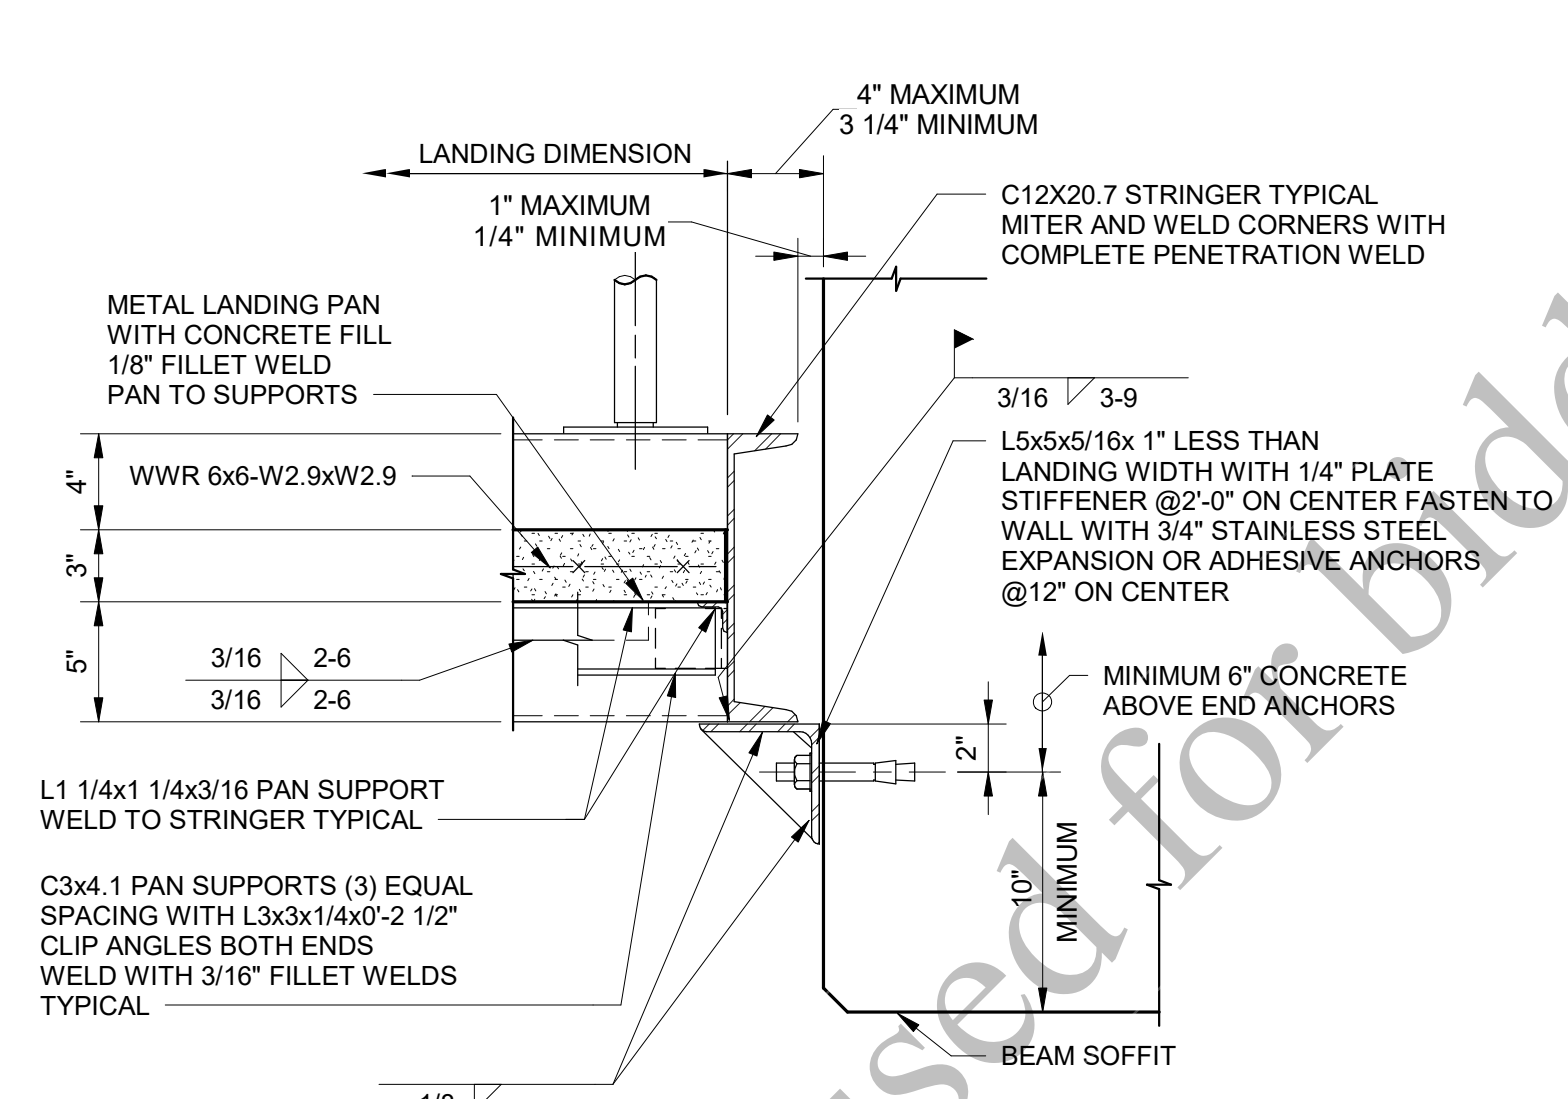 4" MAXIMUM
3 1/4" MINIMUM
LANDING DIMENSION
1" MAXIMUM
1/4" MINIMUM
C12X20.7 STRINGER TYPICAL
MITER AND WELD CORNERS WITH
COMPLETE PENETRATION WELD
METAL LANDING PAN
WITH CONCRETE FILL
1/8" FILLET WELD
PAN TO SUPPORTS
3/16 3-9
L5x5x5/16x 1" LESS THAN
LANDING WIDTH WITH 1/4" PLATE
STIFFENER @2'-0" ON CENTER FASTEN TO
WALL WITH 3/4" STAINLESS STEEL
EXPANSION OR ADHESIVE ANCHORS
@12" ON CENTER
4"
WWR 6x6-W2.9xW2.9
3"
5"
3/16 2-6
3/16 2-6
MINIMUM 6" CONCRETE
ABOVE END ANCHORS
2"
L1 1/4x1 1/4x3/16 PAN SUPPORT
WELD TO STRINGER TYPICAL
10"
MINIMUM
C3x4.1 PAN SUPPORTS (3) EQUAL
SPACING WITH L3x3x1/4x0'-2 1/2"
CLIP ANGLES BOTH ENDS
WELD WITH 3/16" FILLET WELDS
TYPICAL
BEAM SOFFIT
for